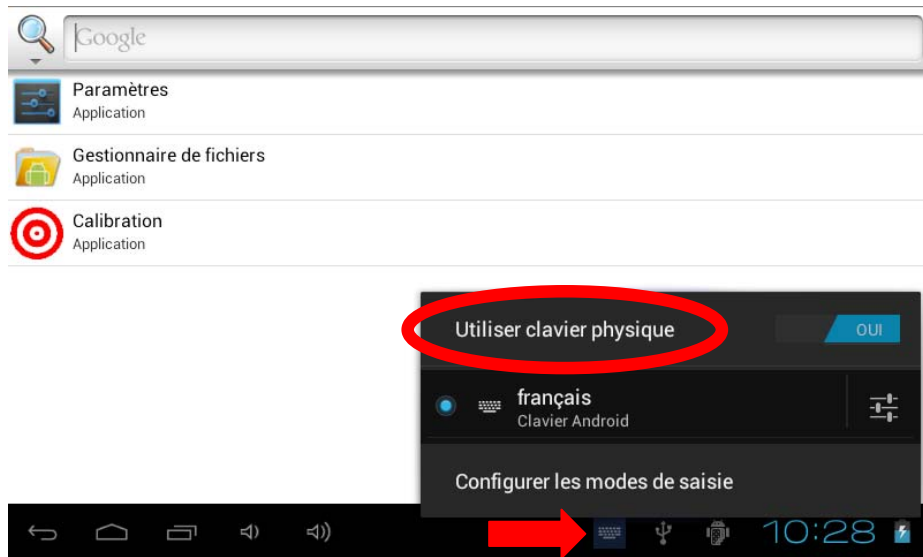 Google
Paramètres
Application
Gestionnaire de fichiers
Application
Calibration
Application
Utiliser clavier physique
OUI
français
Clavier Android
Configurer les modes de saisie
10:28